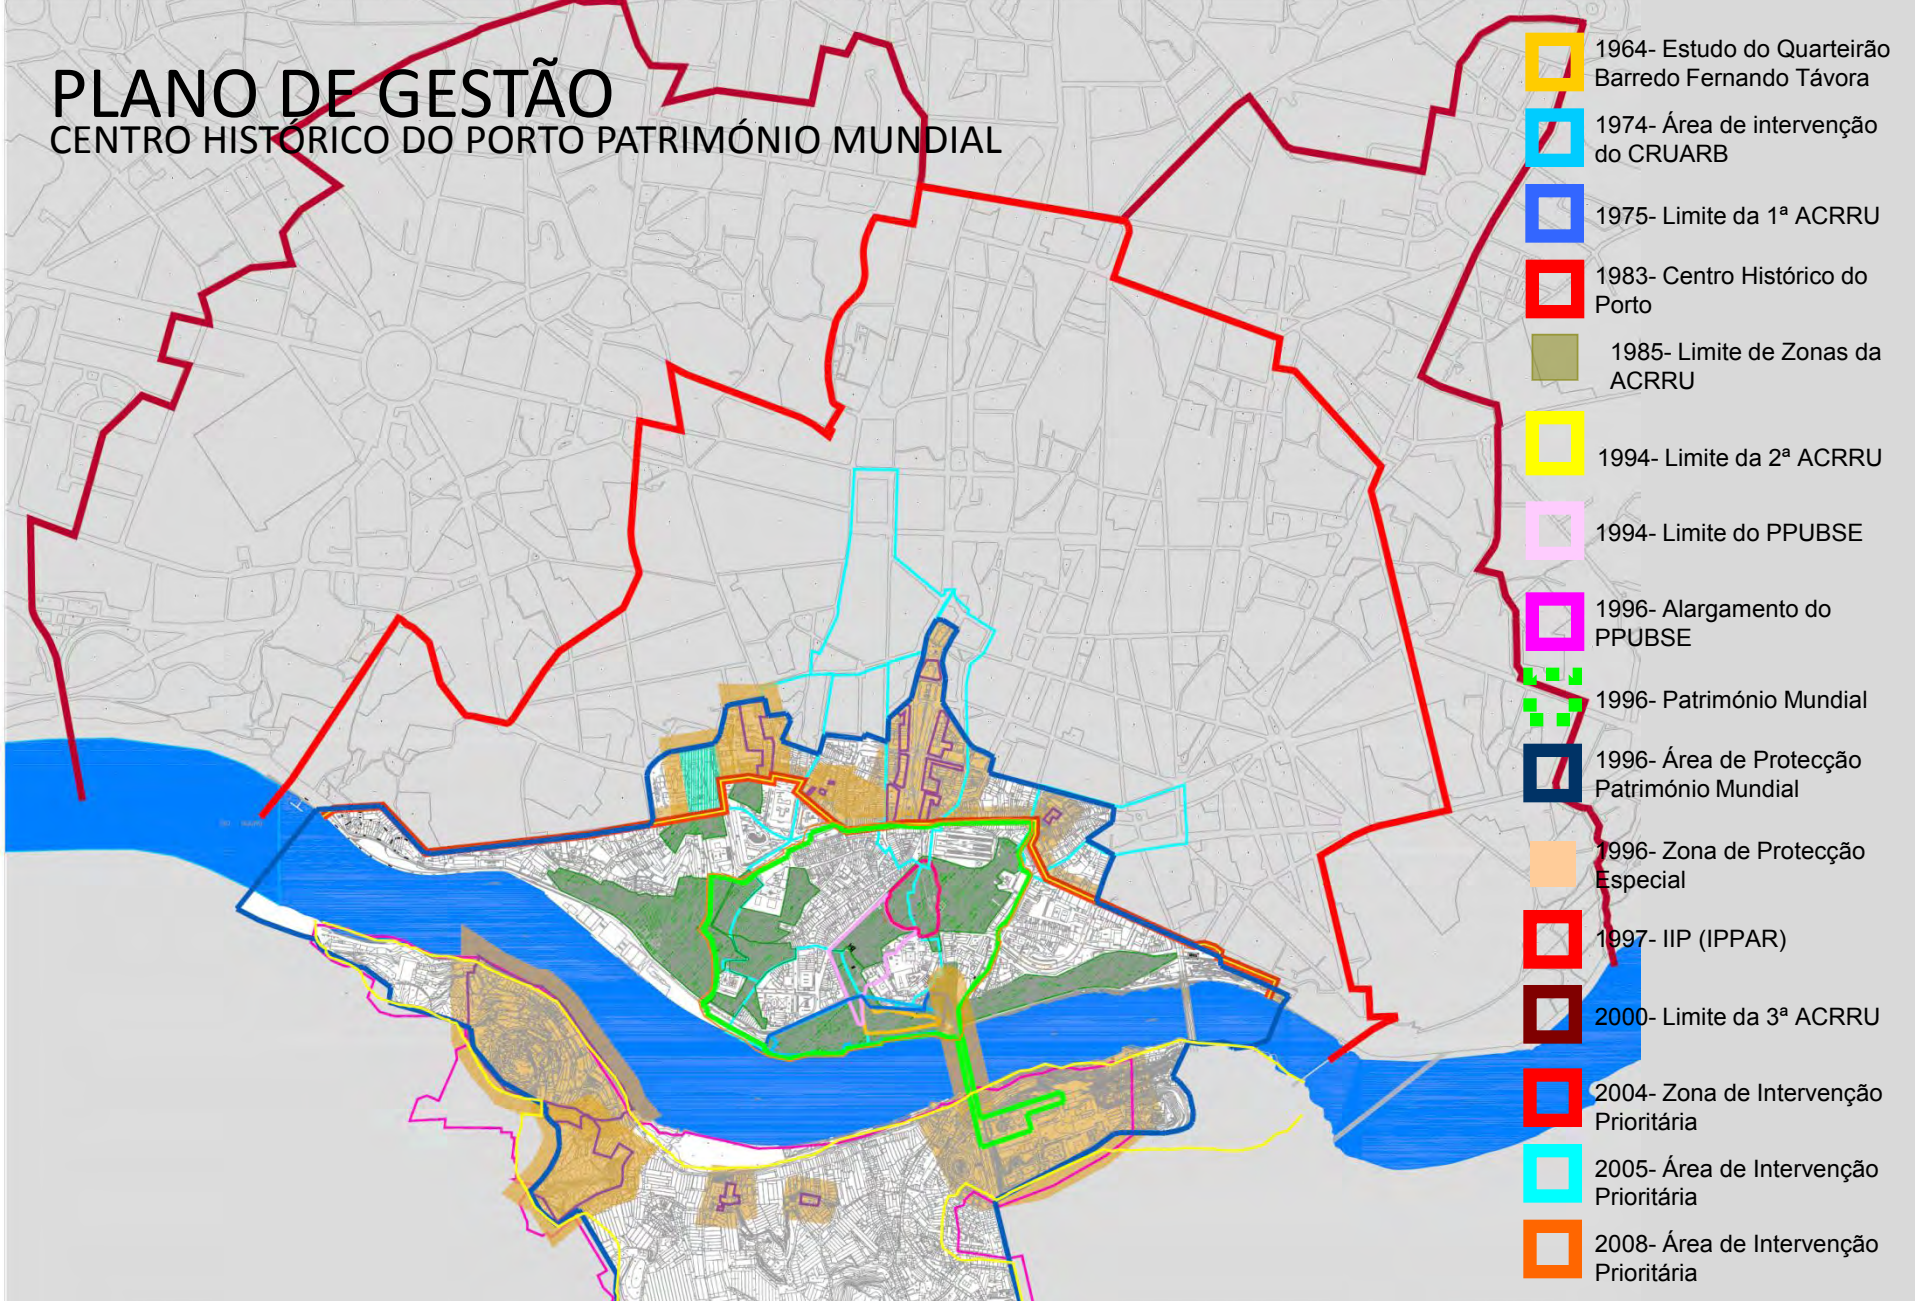 PLANO DE GESTÃO
CENTRO HISTÓRICO DO PORTO PATRIMÓNIO MUNDIAL
1964- Estudo do Quarteirão
Barredo Fernando Távora
1974- Área de intervenção
do CRUARB
1975- Limite da 1ª ACRRU
1983- Centro Histórico do
Porto
1985- Limite de Zonas da
ACRRU
1994- Limite da 2ª ACRRU
1994- Limite do PPUBSE
1996- Alargamento do
PPUBSE
1996- Património Mundial
1996- Área de Protecção
Património Mundial
1996- Zona de Protecção
Especial
1997- IIP (IPPAR)
2000- Limite da 3ª ACRRU
2004- Zona de Intervenção
Prioritária
2005- Área de Intervenção
Prioritária
2008- Área de Intervenção
Prioritária